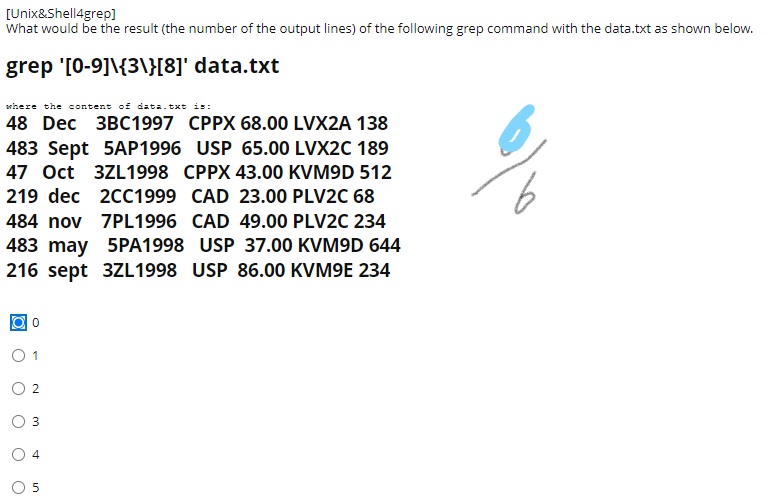 [Unix&Shell4grep]
What would be the result (the number of the output lines) of the following grep command with the data.txt as shown below.
grep '[0-9]\{3\}[8]' data.txt
where the content of data.txt is:
48 Dec 3BC1997 CPPX 68.00 LVX2A 138
483 Sept 5AP1996 USP 65.00 LVX2C 189
47 Oct 3ZL1998 CPPX 43.00 KVM9D 512
219 dec 2CC1999 CAD 23.00 PLV2C 68
484 nov 7PL1996 CAD 49.00 PLV2C 234
483 may 5PA1998 USP 37.00 KVM9D 644
216 sept 3ZL1998 USP 86.00 KVM9E 234
6
6
0
1
2
3
4
5